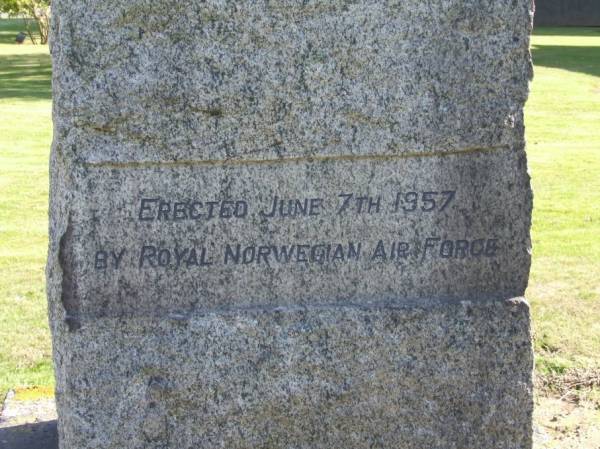 ERECTED JUNE 7TH 1957
BY ROYAL NORWEGIAN AIR FORCE